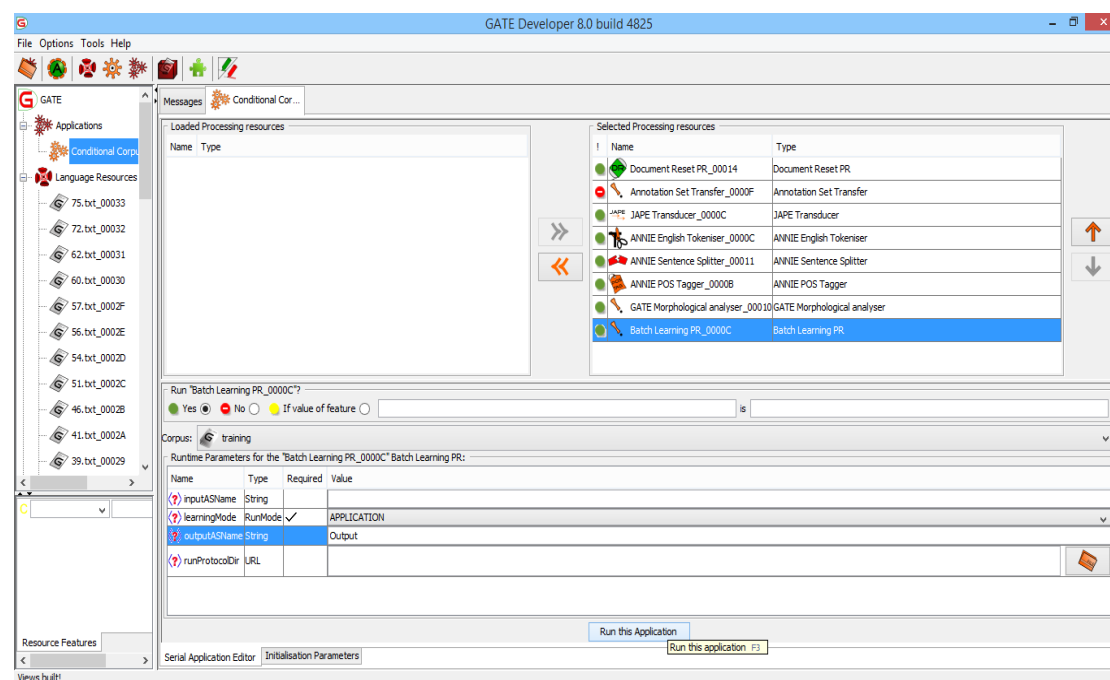 GATE Developer 8.0 build 4825
File Options Tools Help
GATE
Applications
Conditional Corpu
Language Resources
75.txt_00033
72.txt_00032
62.txt_00031
60.txt_00030
57.txt_0002F
56.txt_0002E
54.txt_0002D
51.txt_0002C
46.txt_0002B
41.txt_0002A
39.txt_00029
Resource Features
Messages Conditional Cor...
Loaded Processing resources
Name Type
Selected Processing resources
! Name Type
Document Reset PR_00014 Document Reset PR
Annotation Set Transfer_0000F Annotation Set Transfer
JAPE Transducer_0000C JAPE Transducer
ANNIE English Tokeniser_0000C ANNIE English Tokeniser
ANNIE Sentence Splitter_00011 ANNIE Sentence Splitter
ANNIE POS Tagger_0000B ANNIE POS Tagger
GATE Morphological analyser_00010 GATE Morphological analyser
Batch Learning PR_0000C Batch Learning PR
Run "Batch Learning PR_0000C"?
Yes No If value of feature is
Corpus: training
Runtime Parameters for the "Batch Learning PR_0000C" Batch Learning PR:
Name Type Required Value
(?) inputASName String
(?) learningMode RunMode ✓ APPLICATION
(?) outputASName String Output
(?) runProtocolDir URL
Run this Application
Run this application F3
Serial Application Editor Initialisation Parameters
Views built!